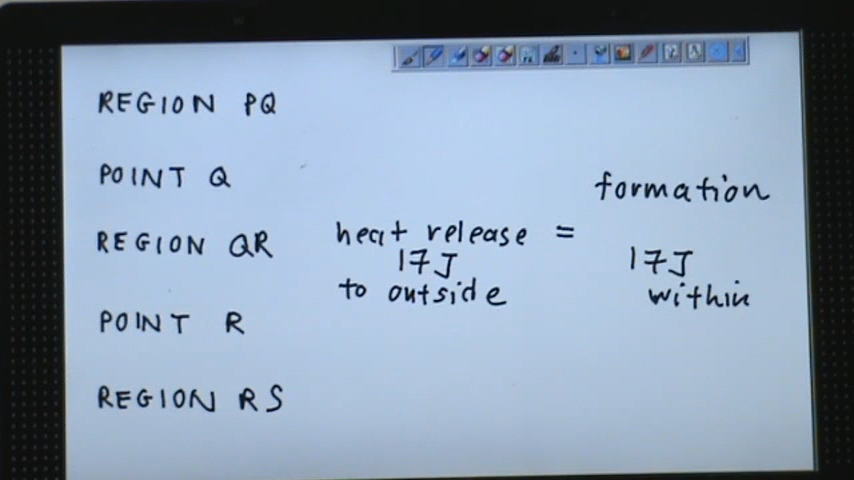 REGION PQ
POINT Q
formation
REGION QR
heat release =
17J
17J
to outside
within
POINT R
REGION RS